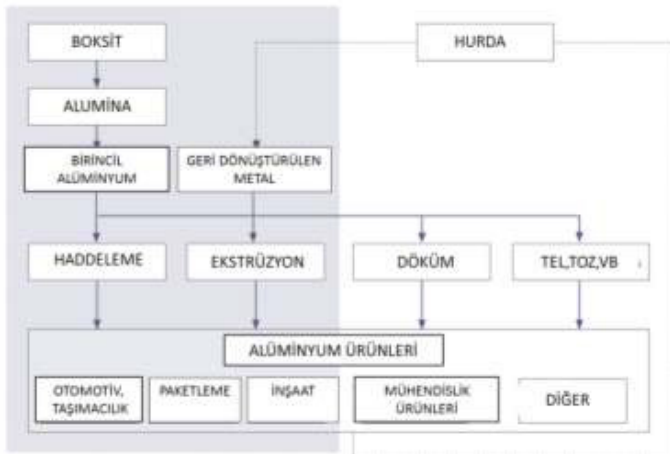 BOKSİT
HURDA
ALUMİNA
BİRİNCİL
ALÜMİNYUM
GERİ DÖNÜŞTÜRÜLEN
METAL
HADDELEME
EKSTRÜZYON
DÖKÜM
TEL,TOZ,VB
ALÜMİNYUM ÜRÜNLERİ
OTOMOTİV,
TAŞIMACILIK
PAKETLEME
İNŞAAT
MÜHENDİSLİK
ÜRÜNLERİ
DİĞER